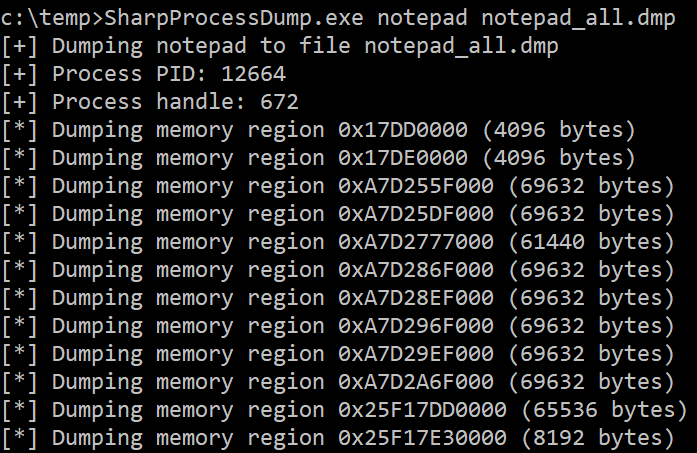 c:\temp>SharpProcessDump.exe notepad notepad_all.dmp
[+] Dumping notepad to file notepad_all.dmp
[+] Process PID: 12664
[+] Process handle: 672
[*] Dumping memory region 0x17DD0000 (4096 bytes)
[*] Dumping memory region 0x17DE0000 (4096 bytes)
[*] Dumping memory region 0xA7D255F000 (69632 bytes)
[*] Dumping memory region 0xA7D25DF000 (69632 bytes)
[*] Dumping memory region 0xA7D2777000 (61440 bytes)
[*] Dumping memory region 0xA7D286F000 (69632 bytes)
[*] Dumping memory region 0xA7D28EF000 (69632 bytes)
[*] Dumping memory region 0xA7D296F000 (69632 bytes)
[*] Dumping memory region 0xA7D29EF000 (69632 bytes)
[*] Dumping memory region 0xA7D2A6F000 (69632 bytes)
[*] Dumping memory region 0x25F17DD0000 (65536 bytes)
[*] Dumping memory region 0x25F17E30000 (8192 bytes)